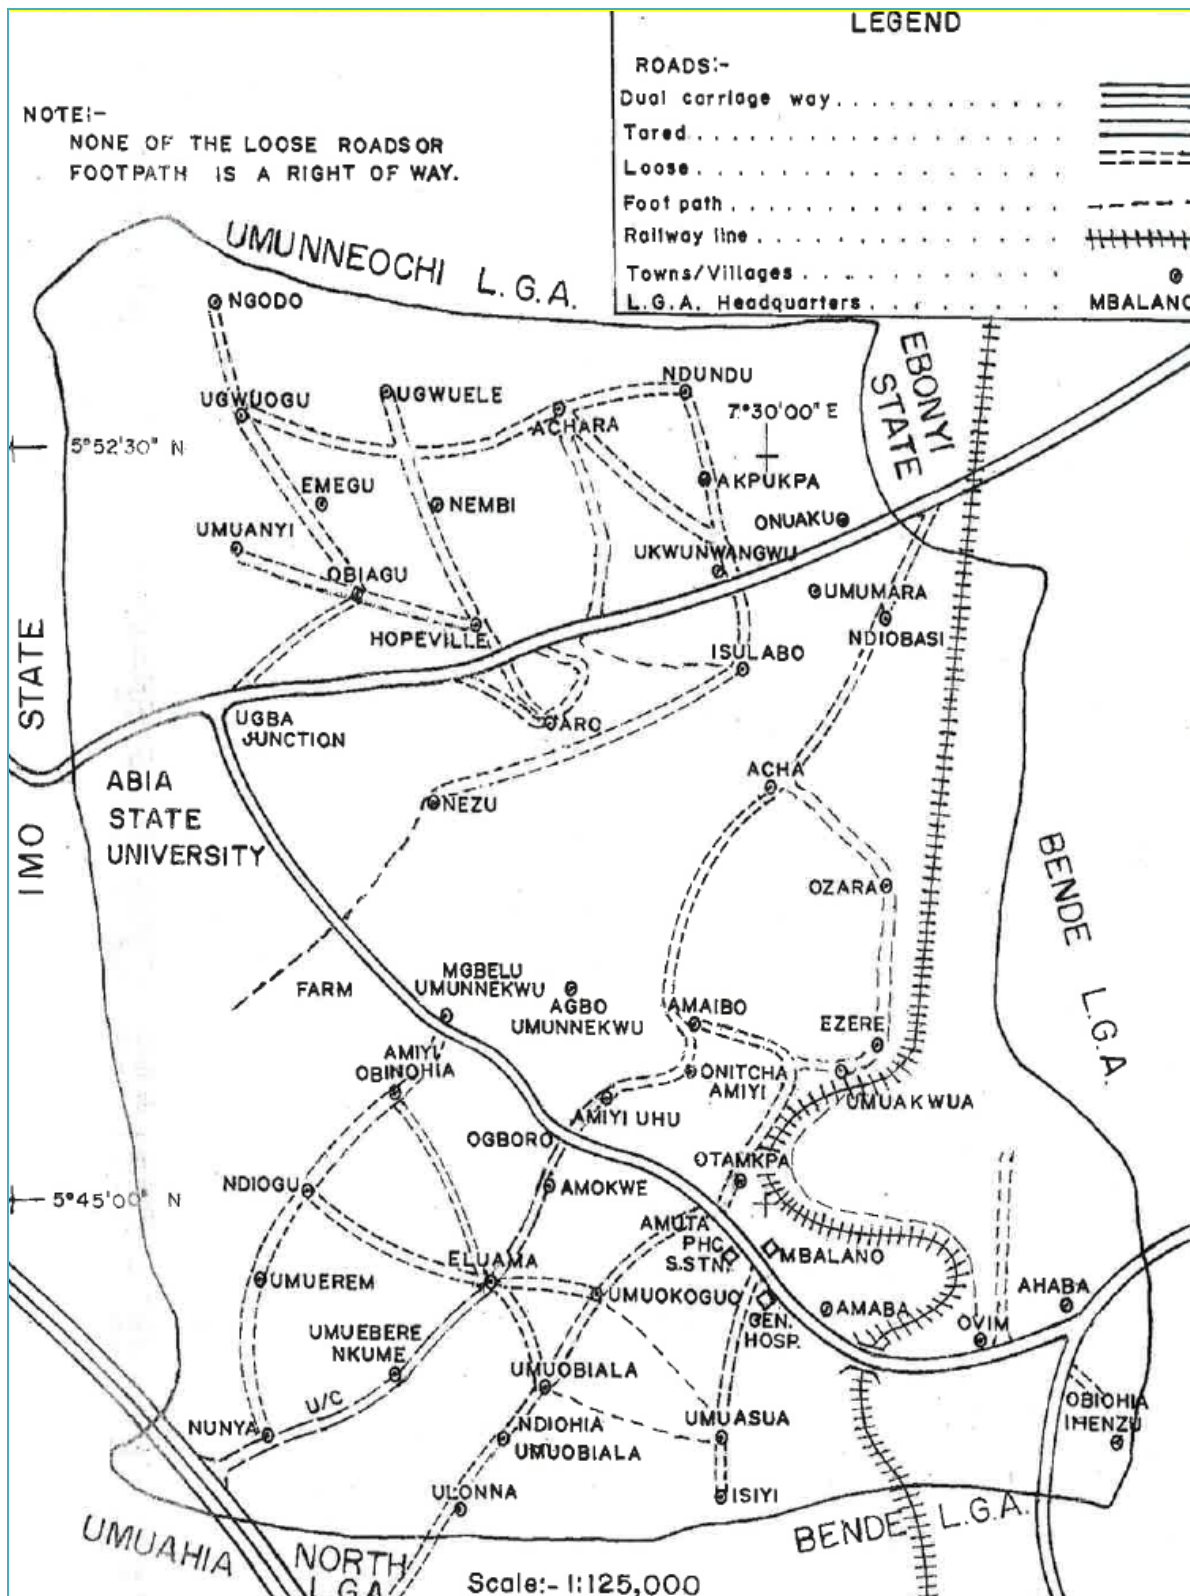 LEGEND
ROADS:-
Dual carriage way
Tared
Loose
Foot path
Railway line
Towns/Villages
L.G.A. Headquarters
MBALANO
NOTE:-
NONE OF THE LOOSE ROADS OR
FOOTPATH IS A RIGHT OF WAY.
UMUNNEOCHI L.G.A.
EBONYI
STATE
NGODO
UGWUOGU
UGWUELE
ACHARA
NDUNDU
7°30'00" E
5°52'30" N
EMEGU
NEMBI
AKPUKPA
ONUAKU
UMUANYI
UKWUNWANGWU
OBIAGU
UMUMARA
NDIOBASI
HOPEVILLE
ISULABO
IMO STATE
UGBA
JUNCTION
ARO
ABIA
STATE
UNIVERSITY
NEZU
ACHA
BENDE L.G.A.
OZARA
FARM
MGBELU
UMUNNEKWU
AGBO
UMUNNEKWU
AMAIBO
EZERE
AMIYI
OBINOHIA
ONITCHA
AMIYI
AMIYI UHU
UMUAKWUA
OGBORO
OTAMKPA
NDIOGU
5°45'00" N
AMOKWE
AMUTA
PHC
S.STN.
MBALANO
ELUAMA
UMUEREM
UMUOKOGUO
GEN.
HOSP.
AMABA
AHABA
OVIM
UMUEBERE
NKUME
UMUOBIALA
U/C
OBIOHIA
IHENZU
NUNYA
NDIOHIA
UMUOBIALA
UMUASUA
ULONNA
ISIYI
BENDE L.G.A.
UMUAHIA NORTH
L.G.A
Scale:- 1:125,000